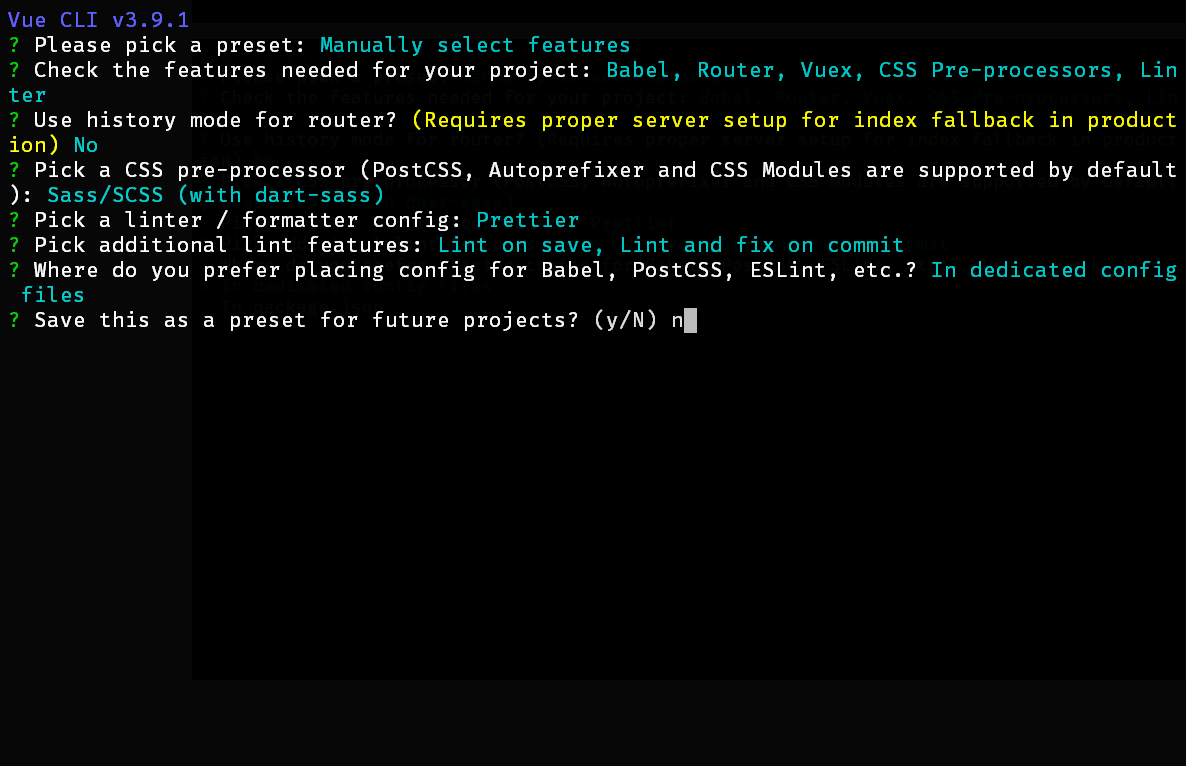 Vue CLI v3.9.1
? Please pick a preset: Manually select features
? Check the features needed for your project: Babel, Router, Vuex, CSS Pre-processors, Lin
ter
? Use history mode for router? (Requires proper server setup for index fallback in product
ion) No
? Pick a CSS pre-processor (PostCSS, Autoprefixer and CSS Modules are supported by default
): Sass/SCSS (with dart-sass)
? Pick a linter / formatter config: Prettier
? Pick additional lint features: Lint on save, Lint and fix on commit
? Where do you prefer placing config for Babel, PostCSS, ESLint, etc.? In dedicated config
 files
? Save this as a preset for future projects? (y/N) n